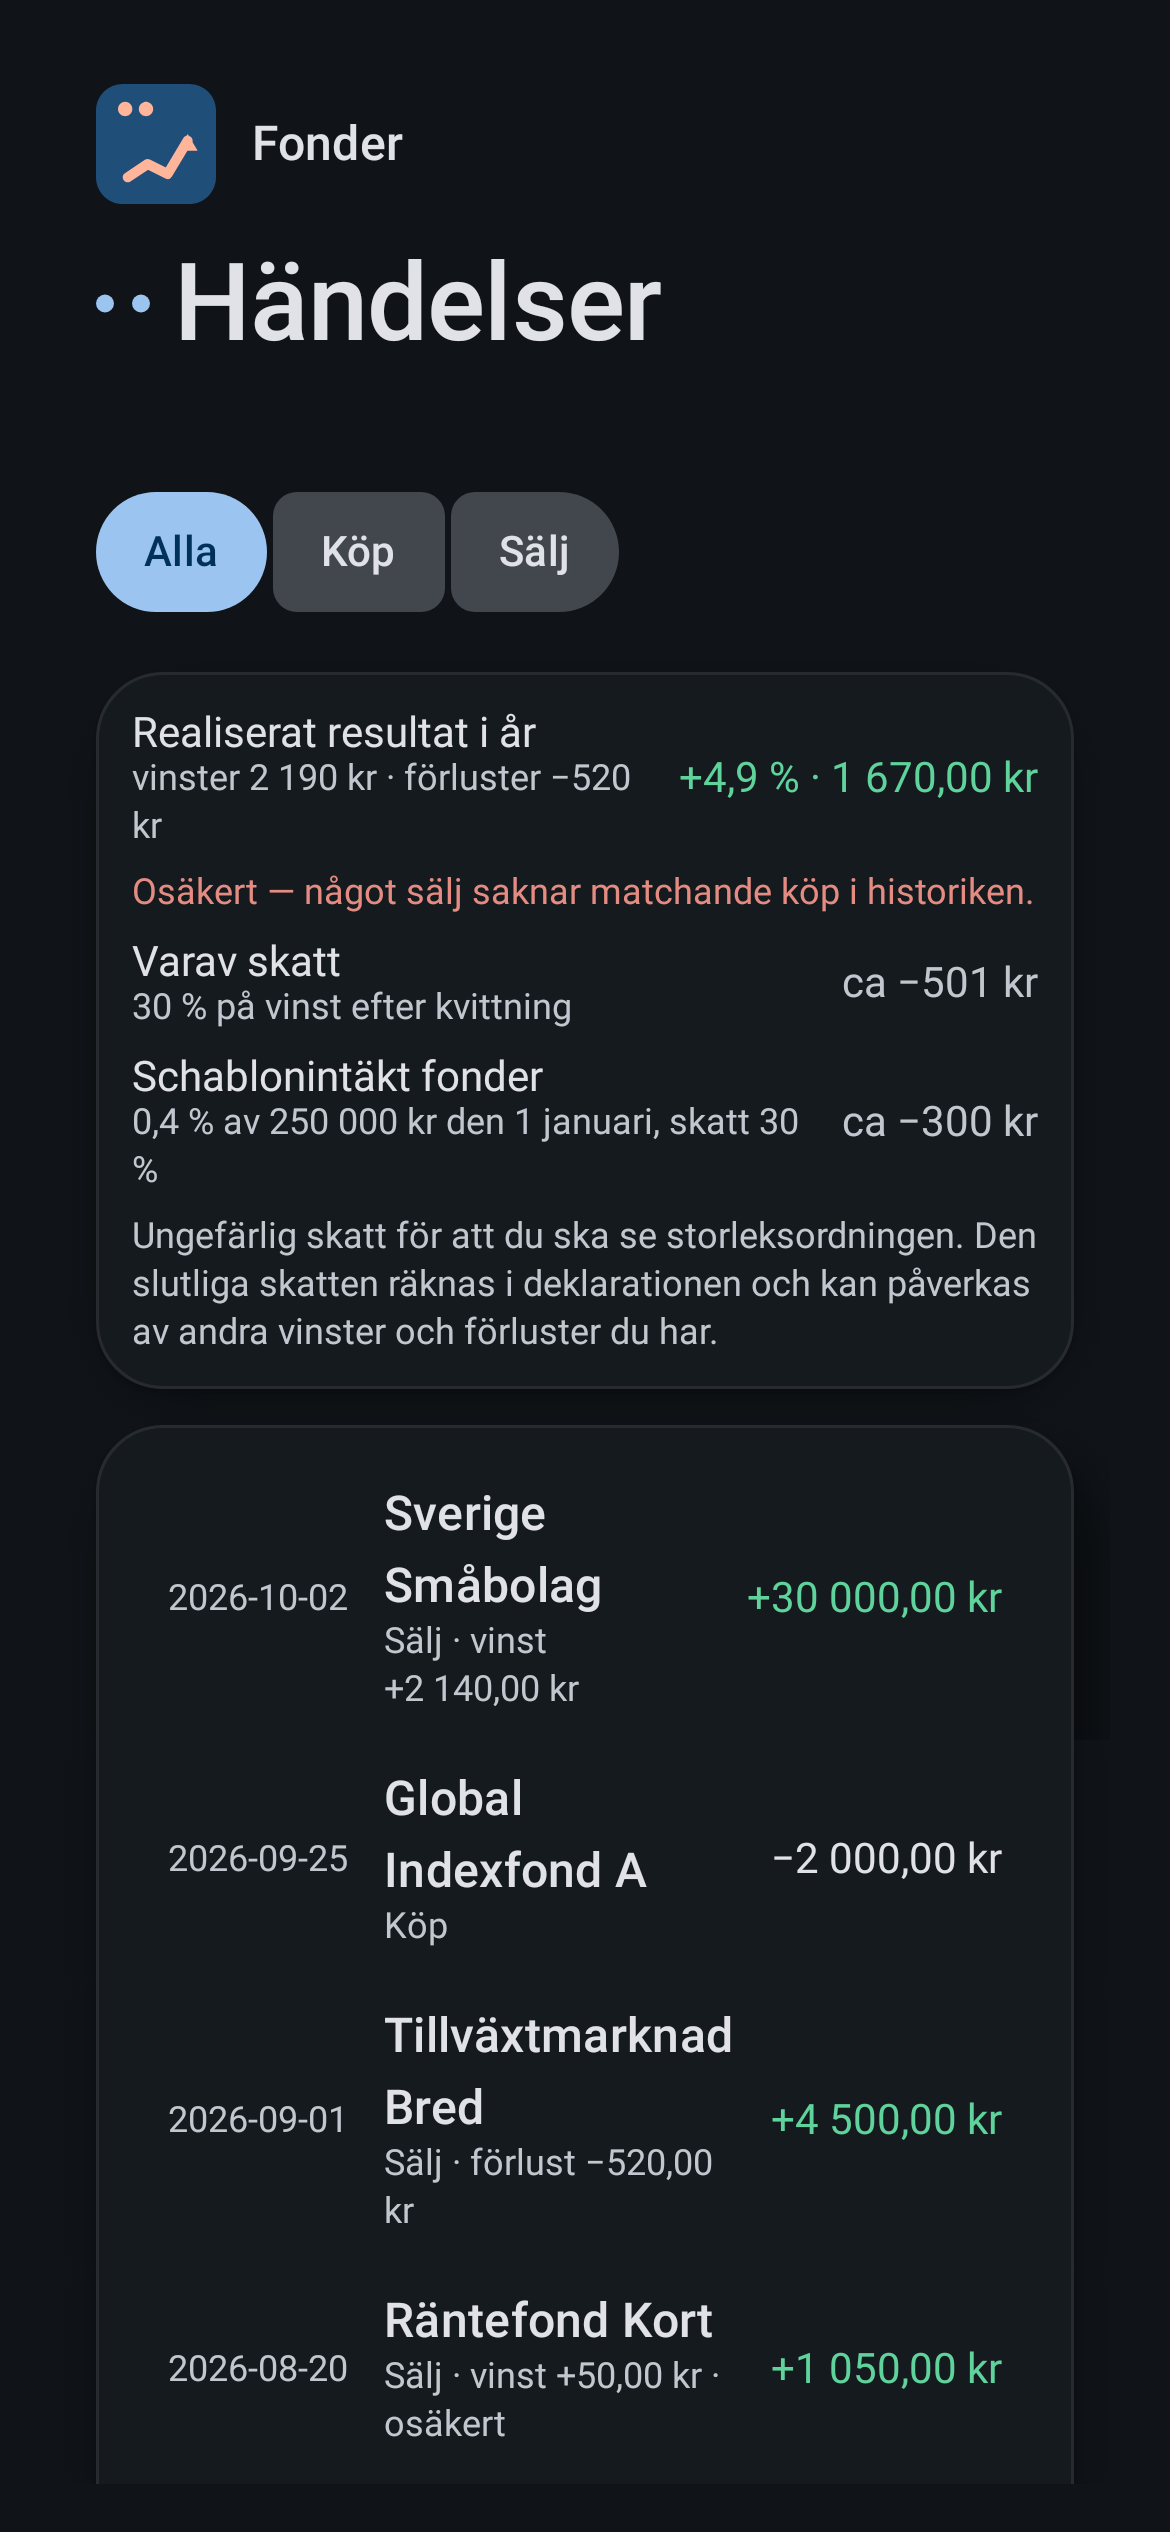 Fonder
Händelser
Alla
Köp
Sälj
Realiserat resultat i år
vinster 2 190 kr · förluster −520
kr
+4,9 % · 1 670,00 kr
Osäkert — något sälj saknar matchande köp i historiken.
Varav skatt
30 % på vinst efter kvittning
ca −501 kr
Schablonintäkt fonder
0,4 % av 250 000 kr den 1 januari, skatt 30
%
ca −300 kr
Ungefärlig skatt för att du ska se storleksordningen. Den
slutliga skatten räknas i deklarationen och kan påverkas
av andra vinster och förluster du har.
2026-10-02
Sverige
Småbolag
Sälj · vinst
+2 140,00 kr
+30 000,00 kr
2026-09-25
Global
Indexfond A
Köp
−2 000,00 kr
2026-09-01
Tillväxtmarknad
Bred
Sälj · förlust −520,00
kr
+4 500,00 kr
2026-08-20
Räntefond Kort
Sälj · vinst +50,00 kr ·
osäkert
+1 050,00 kr